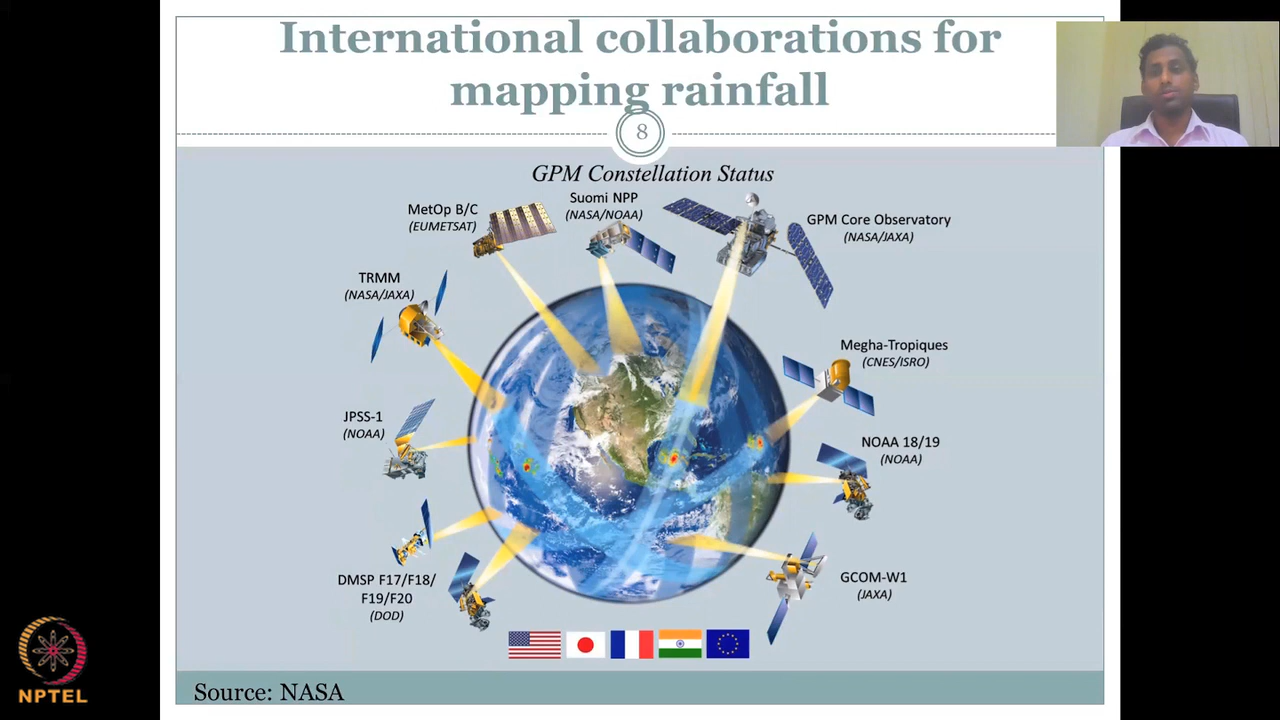 International collaborations for
mapping rainfall
8
GPM Constellation Status
MetOp B/C
(EUMETSAT)
Suomi NPP
(NASA/NOAA)
GPM Core Observatory
(NASA/JAXA)
TRMM
(NASA/JAXA)
Megha-Tropiques
(CNES/ISRO)
JPSS-1
(NOAA)
NOAA 18/19
(NOAA)
DMSP F17/F18/
F19/F20
(DOD)
GCOM-W1
(JAXA)
Source: NASA
NPTEL